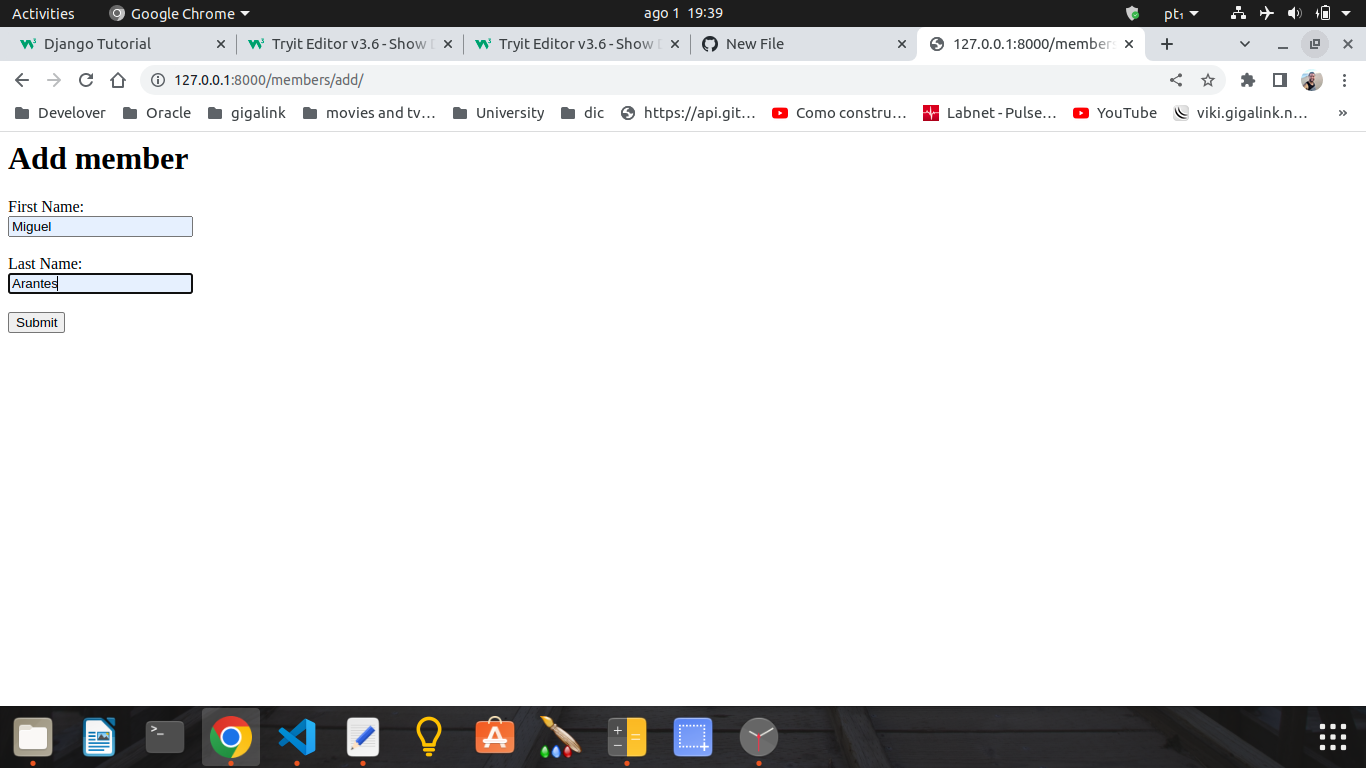 Activities Google Chrome ago 1 19:39 pt₁
Django Tutorial Tryit Editor v3.6 - Show Tryit Editor v3.6 - Show New File 127.0.0.1:8000/members
127.0.0.1:8000/members/add/
Develover Oracle gigalink movies and tv… University dic https://api.git… Como constru… Labnet - Pulse… YouTube viki.gigalink.n… »
Add member
First Name:
Miguel
Last Name:
Arantes
Submit